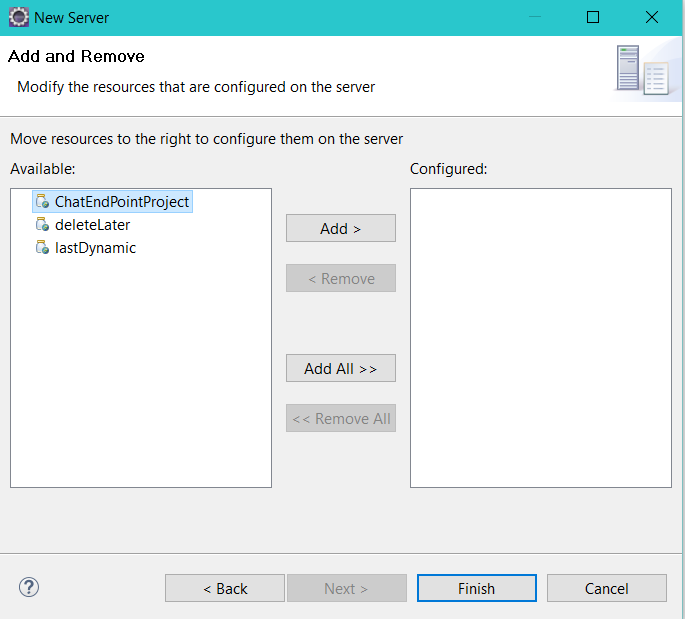 New Server
Add and Remove
Modify the resources that are configured on the server
Move resources to the right to configure them on the server
Available:
Configured:
ChatEndPointProject
deleteLater
lastDynamic
Add >
< Remove
Add All >>
<< Remove All
?
< Back
Next >
Finish
Cancel